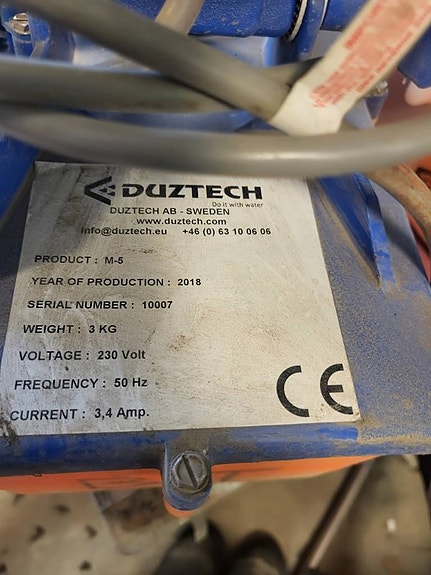 DUZTECH
Do it with water
DUZTECH AB - SWEDEN
www.duztech.com
info@duztech.eu +46 (0) 63 10 06 06
PRODUCT : M-5
YEAR OF PRODUCTION : 2018
SERIAL NUMBER : 10007
WEIGHT : 3 KG
VOLTAGE : 230 Volt
FREQUENCY : 50 Hz
CURRENT : 3,4 Amp.
CE